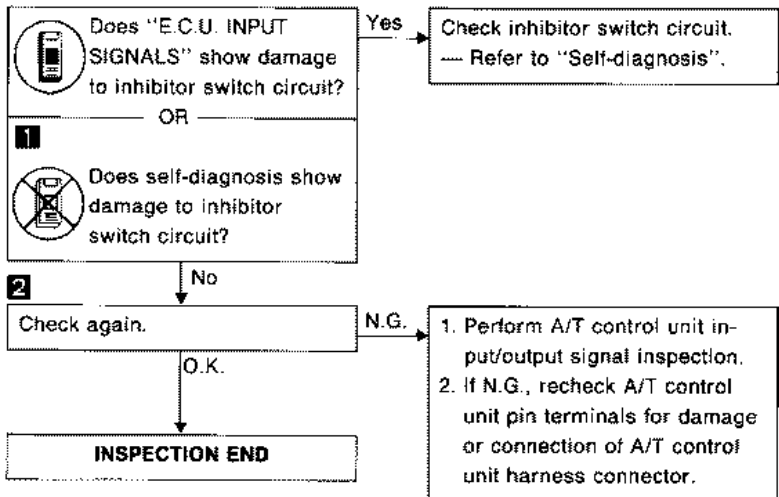 Does "E.C.U. INPUT
SIGNALS" show damage
to inhibitor switch circuit?
Yes
Check inhibitor switch circuit.
— Refer to "Self-diagnosis".
OR
1
Does self-diagnosis show
damage to inhibitor
switch circuit?
No
2
Check again.
N.G.
1. Perform A/T control unit in-
put/output signal inspection.
2. If N.G., recheck A/T control
unit pin terminals for damage
or connection of A/T control
unit harness connector.
O.K.
INSPECTION END